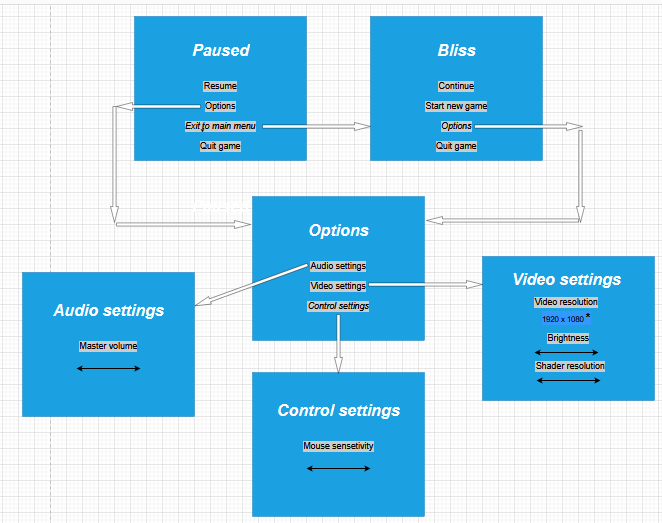 Paused
Resume
Options
Exit to main menu
Quit game
Bliss
Continue
Start new game
Options
Quit game
Options
Audio settings
Video settings
Control settings
Audio settings
Master volume
Video settings
Video resolution
1920 x 1080 *
Brightness
Shader resolution
Control settings
Mouse sensetivity